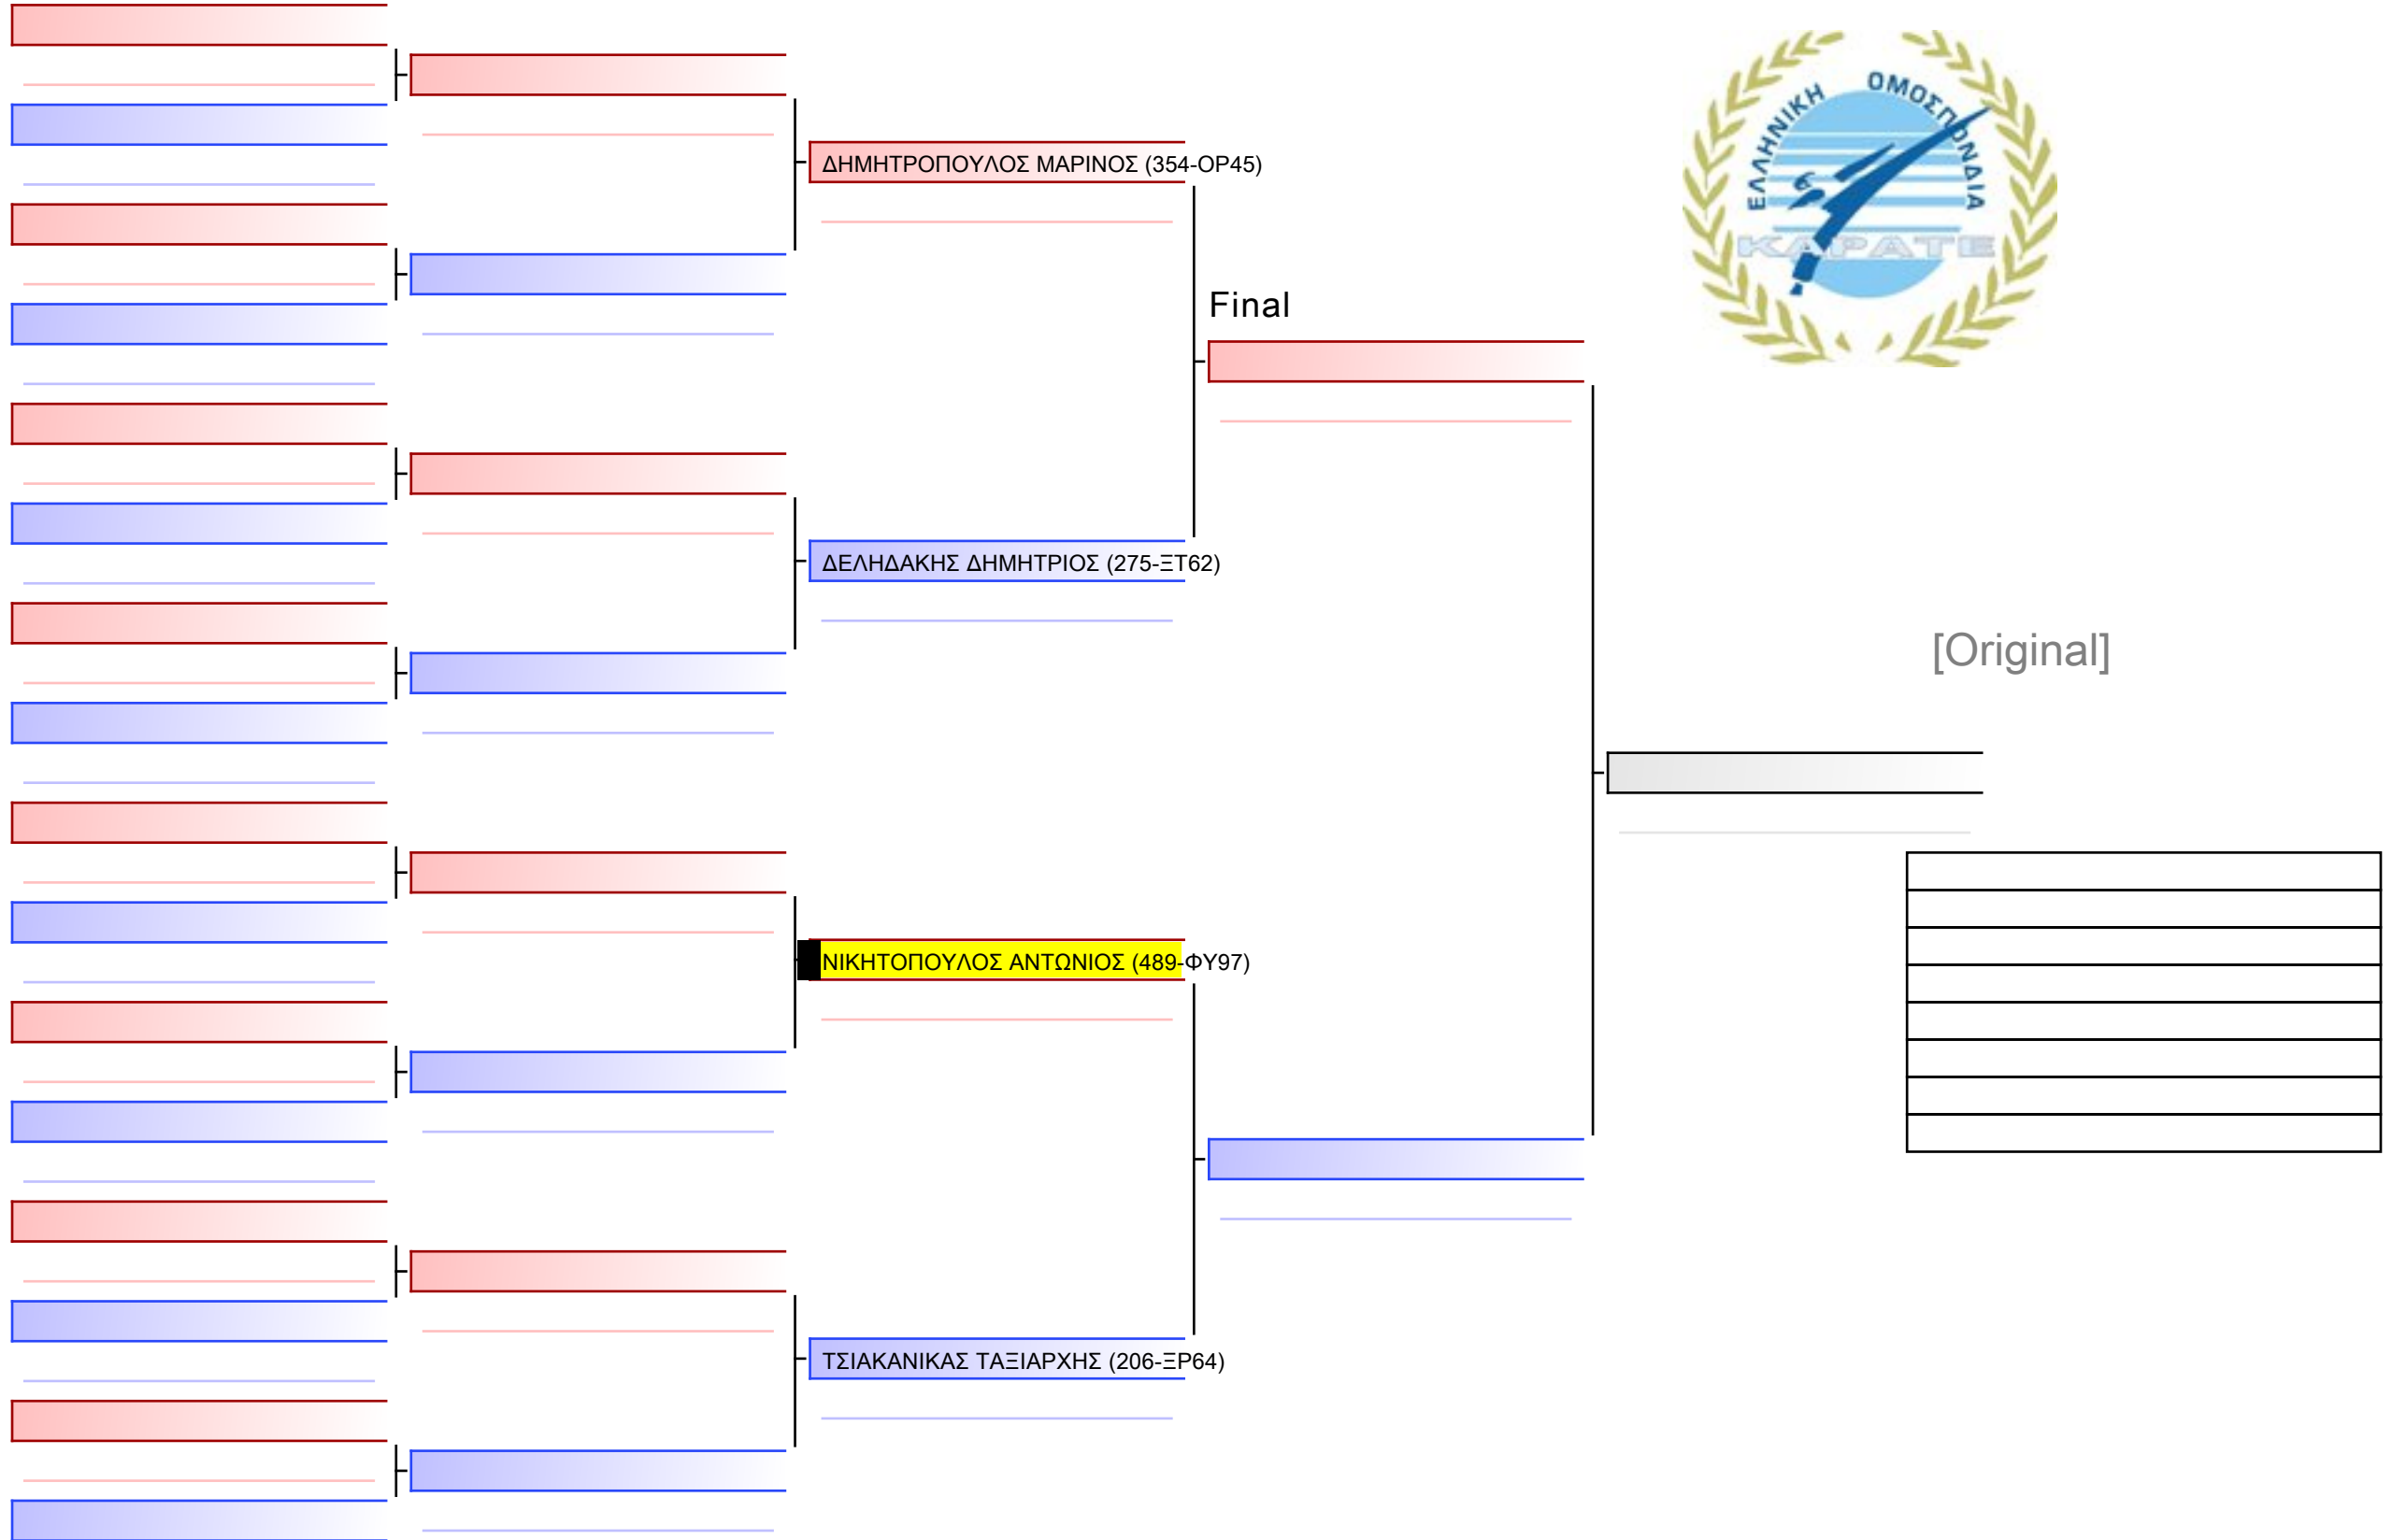 ΕΛΛΗΝΙΚΗ ΟΜΟΣΠΟΝΔΙΑ
ΚΑΡΑΤΕ
ΔΗΜΗΤΡΟΠΟΥΛΟΣ ΜΑΡΙΝΟΣ (354-ΟΡ45)
Final
ΔΕΛΗΔΑΚΗΣ ΔΗΜΗΤΡΙΟΣ (275-ΞΤ62)
[Original]
ΝΙΚΗΤΟΠΟΥΛΟΣ ΑΝΤΩΝΙΟΣ (489-ΦΥ97)
ΤΣΙΑΚΑΝΙΚΑΣ ΤΑΞΙΑΡΧΗΣ (206-ΞΡ64)